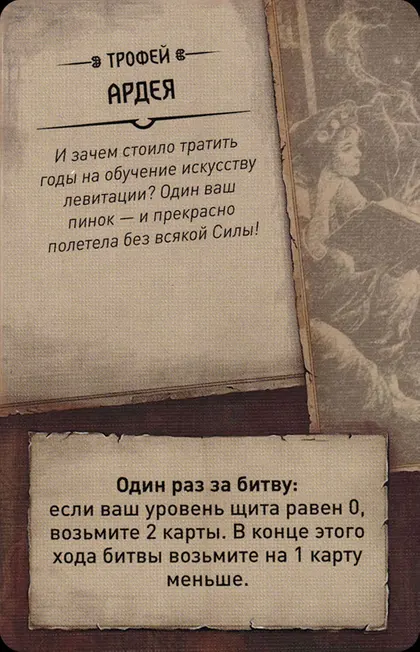 ТРОФЕЙ
АРДЕЯ
И зачем стоило тратить
годы на обучение искусству
левитации? Один ваш
пинок — и прекрасно
полетела без всякой Силы!
Один раз за битву:
если ваш уровень щита равен 0,
возьмите 2 карты. В конце этого
хода битвы возьмите на 1 карту
меньше.